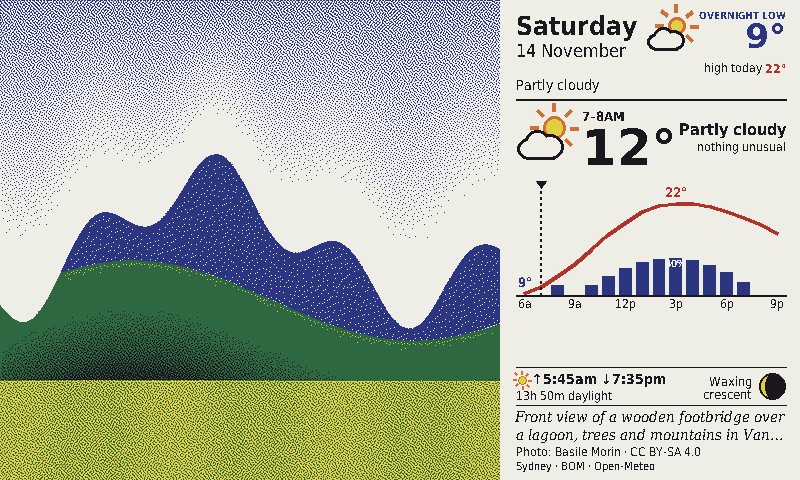 Saturday
14 November
OVERNIGHT LOW
9°
high today 22°
Partly cloudy
7-8AM
12°
Partly cloudy
nothing unusual
22°
9°
6a 9a 12p 3p 6p 9p
↑5:45am ↓7:35pm
13h 50m daylight
Waxing
crescent
Front view of a wooden footbridge over
a lagoon, trees and mountains in Van…
Photo: Basile Morin · CC BY-SA 4.0
Sydney · BOM · Open-Meteo